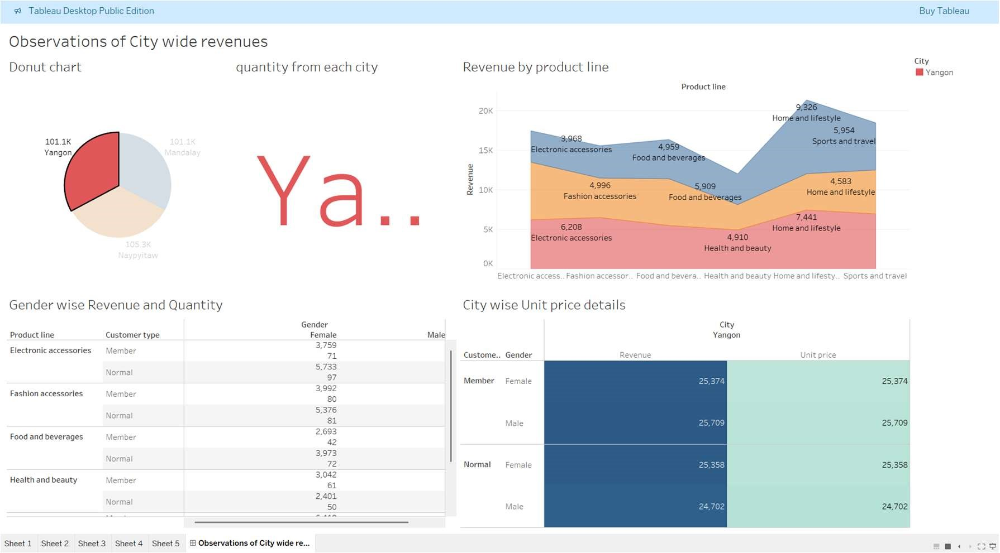 Tableau Desktop Public Edition
Buy Tableau
Observations of City wide revenues
Donut chart
101.1K
Yangon
101.1K
Mandalay
105.3K
Naypyitaw
quantity from each city
Ya..
Revenue by product line
Product line
Revenue
20K
15K
10K
5K
0K
3,968
Electronic accessories
4,959
Food and beverages
9,326
Home and lifestyle
5,954
Sports and travel
4,996
Fashion accessories
5,909
Food and beverages
4,583
Home and lifestyle
6,208
Electronic accessories
4,910
Health and beauty
7,441
Home and lifestyle
Electronic access.. Fashion accessor.. Food and bevera.. Health and beauty Home and lifesty.. Sports and travel
City
Yangon
Gender wise Revenue and Quantity
Gender
Product line Customer type Female Male
Electronic accessories Member 3,759
71
Normal 5,733
97
Fashion accessories Member 3,992
80
Normal 5,376
81
Food and beverages Member 2,693
42
Normal 3,973
72
Health and beauty Member 3,042
61
Normal 2,401
50
City wise Unit price details
City
Yangon
Custome.. Gender Revenue Unit price
Member Female 25,374 25,374
Male 25,709 25,709
Normal Female 25,358 25,358
Male 24,702 24,702
Sheet 1 Sheet 2 Sheet 3 Sheet 4 Sheet 5 Observations of City wide re...